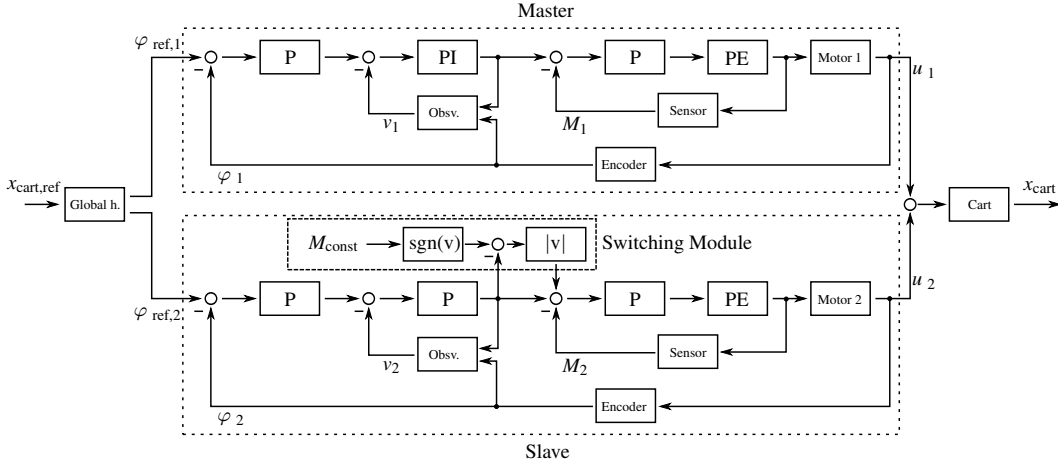 Master
φ ref,1
P
PI
P
PE
Motor 1
u 1
Obsv.
Sensor
v1
M1
Encoder
φ 1
xcart,ref
Global h.
Cart
xcart
Mconst
sgn(v)
|v|
Switching Module
φ ref,2
P
P
P
PE
Motor 2
u 2
Obsv.
Sensor
v2
M2
Encoder
φ 2
Slave